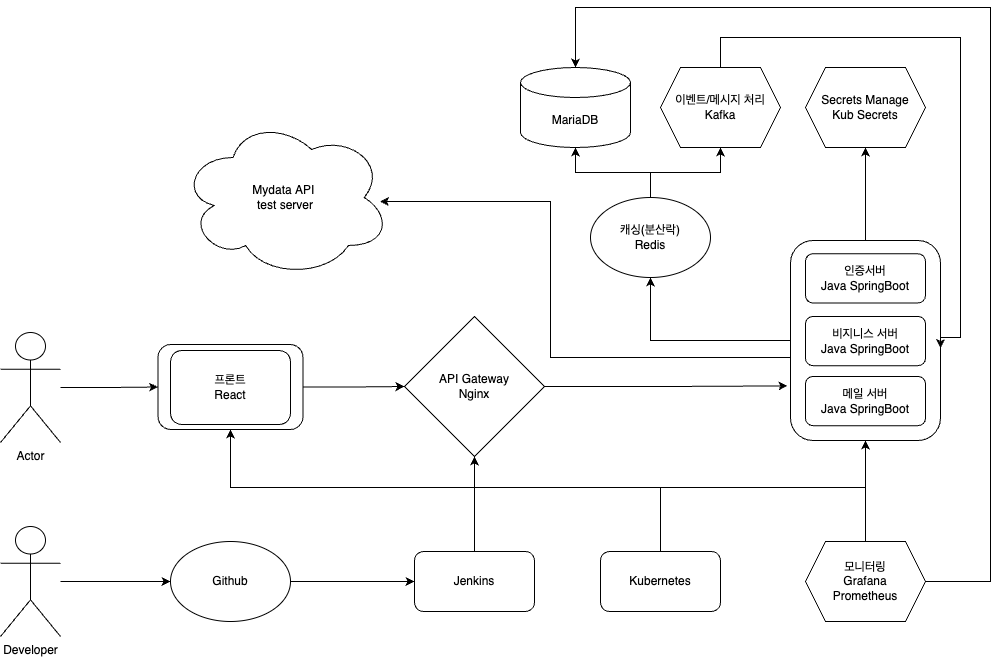 MariaDB
이벤트/메시지 처리
Kafka
Secrets Manage
Kub Secrets
Mydata API
test server
캐싱(분산락)
Redis
인증서버
Java SpringBoot
비지니스 서버
Java SpringBoot
메일 서버
Java SpringBoot
프론트
React
API Gateway
Nginx
Actor
Github
Jenkins
Kubernetes
모니터링
Grafana
Prometheus
Developer